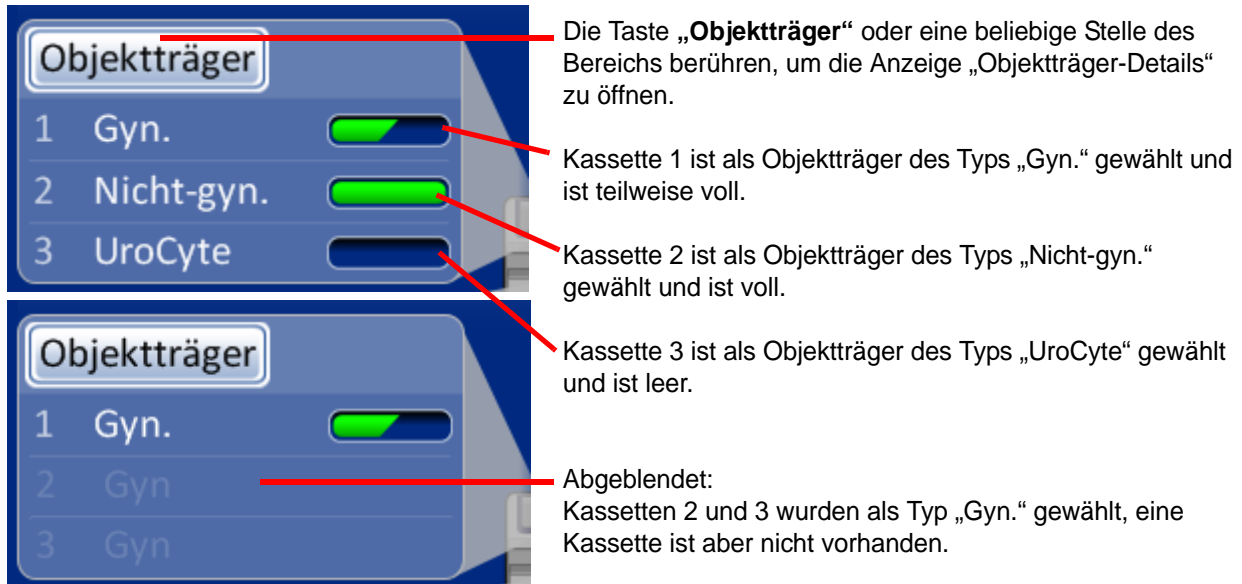 Objektträger
1 Gyn.
2 Nicht-gyn.
3 UroCyte
Die Taste „Objektträger“ oder eine beliebige Stelle des
Bereichs berühren, um die Anzeige „Objektträger-Details“
zu öffnen.
Kassette 1 ist als Objektträger des Typs „Gyn.“ gewählt und
ist teilweise voll.
Kassette 2 ist als Objektträger des Typs „Nicht-gyn.“
gewählt und ist voll.
Kassette 3 ist als Objektträger des Typs „UroCyte“ gewählt
und ist leer.
Objektträger
1 Gyn.
2 Gyn
3 Gyn
Abgeblendet:
Kassetten 2 und 3 wurden als Typ „Gyn.“ gewählt, eine
Kassette ist aber nicht vorhanden.